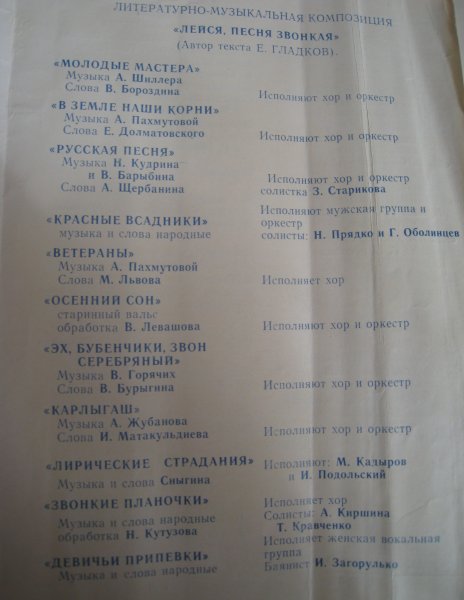 ЛИТЕРАТУРНО-МУЗЫКАЛЬНАЯ КОМПОЗИЦИЯ
«ЛЕЙСЯ, ПЕСНЯ ЗВОНКАЯ»
(Автор текста Е. ГЛАДКОВ).
«МОЛОДЫЕ МАСТЕРА»
Музыка А. Шиллера
Слова В. Бороздина
Исполняют хор и оркестр
«В ЗЕМЛЕ НАШИ КОРНИ»
Музыка А. Пахмутовой
Слова Е. Долматовского
Исполняют хор и оркестр
«РУССКАЯ ПЕСНЯ»
Музыка Н. Кудрина
и В. Барыбина
Слова А. Щербанина
Исполняют хор и оркестр
солистка З. Старикова
«КРАСНЫЕ ВСАДНИКИ»
музыка и слова народные
Исполняют мужская группа и
оркестр
солисты: Н. Прядко и Г. Оболинцев
«ВЕТЕРАНЫ»
Музыка А. Пахмутовой
Слова М. Львова
Исполняет хор
«ОСЕННИЙ СОН»
старинный вальс
обработка В. Левашова
Исполняют хор и оркестр
«ЭХ, БУБЕНЧИКИ, ЗВОН
СЕРЕБРЯНЫЙ»
Музыка В. Горячих
Слова В. Бурыгина
Исполняют хор и оркестр
«КАРЛЫГАШ»
Музыка А. Жубанова
Слова И. Матакульдиева
Исполняют хор и оркестр
«ЛИРИЧЕСКИЕ СТРАДАНИЯ»
Музыка и слова Сныгина
Исполняют: М. Кадыров
и И. Подольский
«ЗВОНКИЕ ПЛАНОЧКИ»
Музыка и слова народные
обработка Н. Кутузова
Исполняет хор
Солисты: А. Киршина
Т. Кравченко
«ДЕВИЧЬИ ПРИПЕВКИ»
Музыка и слова народные
Исполняет женская вокальная
группа
Баянист И. Загорулько